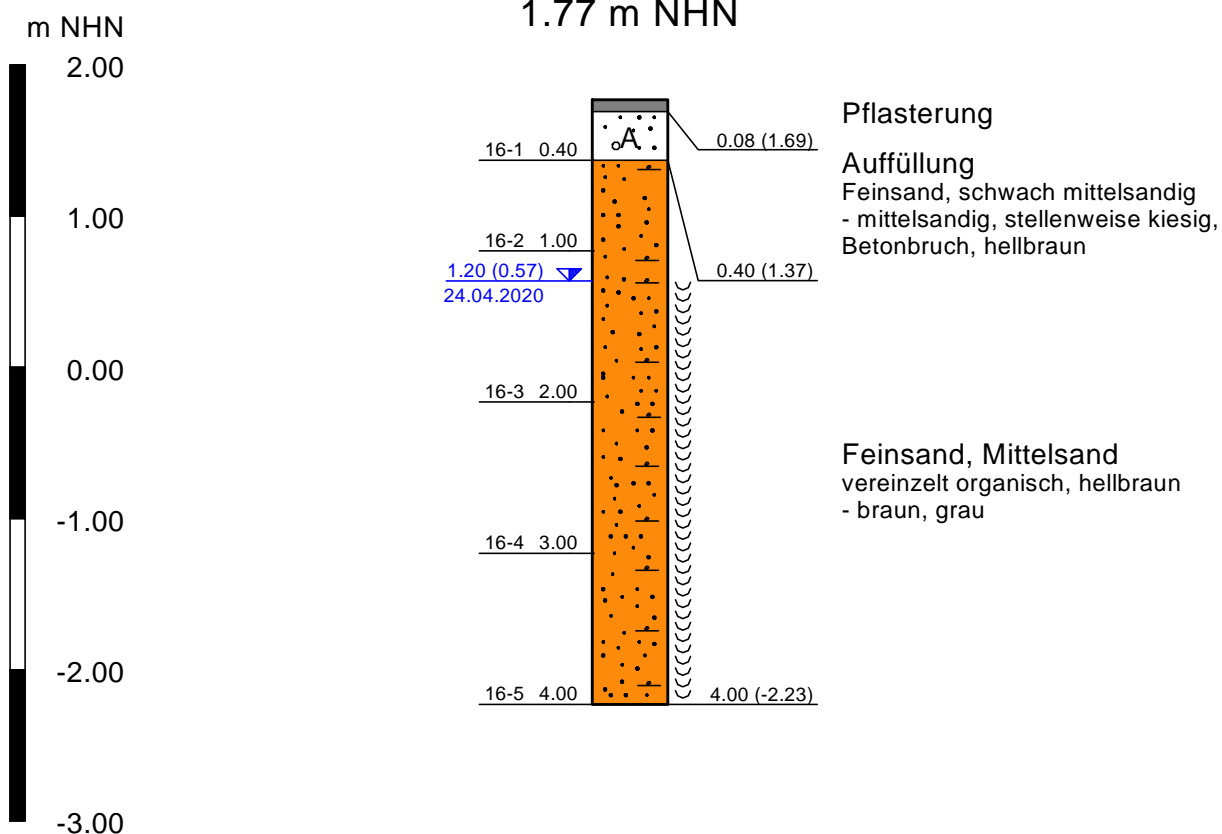 1.77 m NHN
m NHN
2.00
1.00
0.00
-1.00
-2.00
-3.00
16-1 0.40
16-2 1.00
1.20 (0.57)
24.04.2020
16-3 2.00
16-4 3.00
16-5 4.00
A
0.08 (1.69)
0.40 (1.37)
4.00 (-2.23)
Pflasterung
Auffüllung
Feinsand, schwach mittelsandig
- mittelsandig, stellenweise kiesig,
Betonbruch, hellbraun
Feinsand, Mittelsand
vereinzelt organisch, hellbraun
- braun, grau